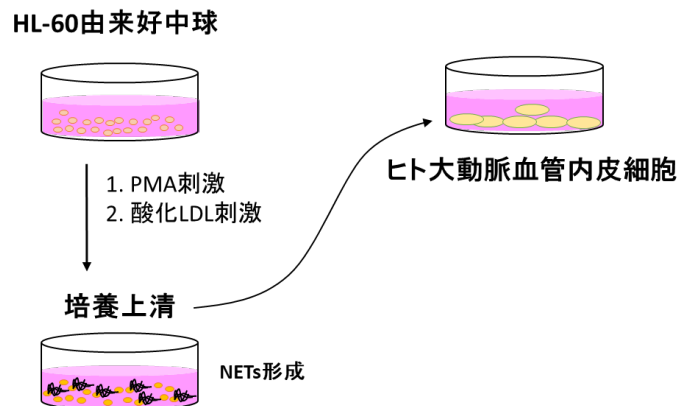 HL-60由来好中球
1. PMA刺激
2. 酸化LDL刺激
ヒト大動脈血管内皮細胞
培養上清
NETs形成